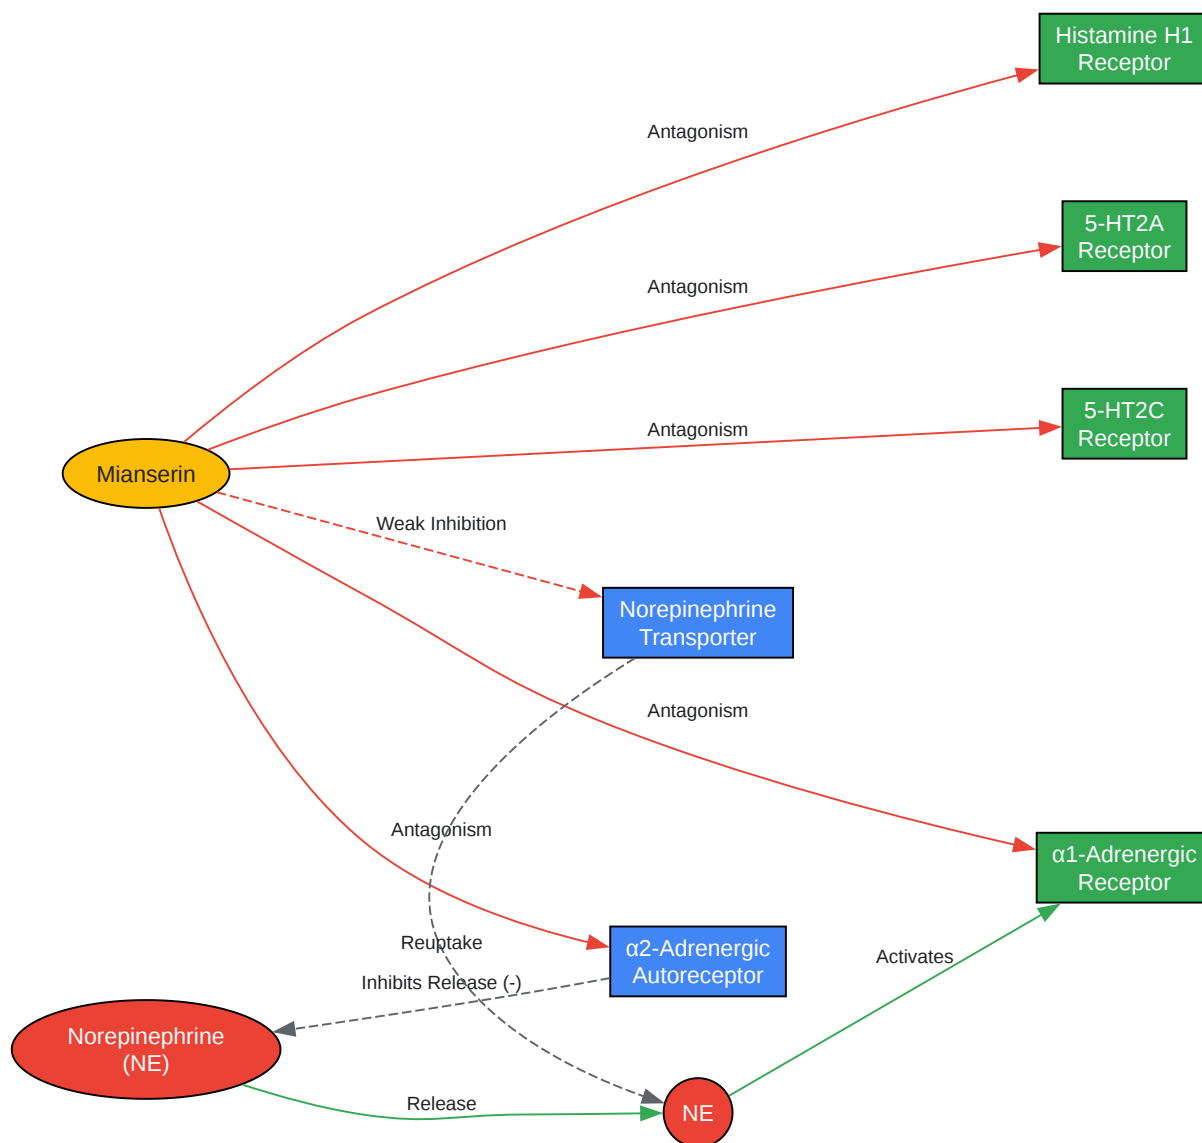 Histamine H1
Receptor
Antagonism
5-HT2A
Receptor
Antagonism
5-HT2C
Receptor
Antagonism
Mianserin
Weak Inhibition
Norepinephrine
Transporter
Antagonism
Antagonism
α1-Adrenergic
Receptor
Reuptake
α2-Adrenergic
Autoreceptor
Activates
Inhibits Release (-)
Norepinephrine
(NE)
Release
NE